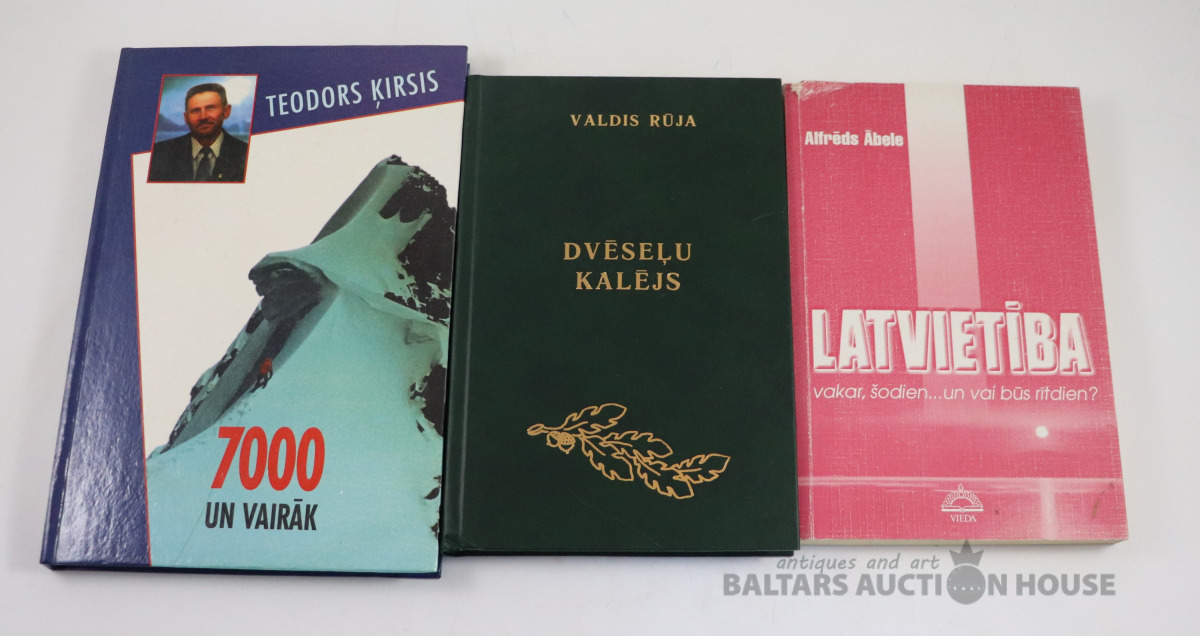 TEODORS ĶIRSIS
7000
UN VAIRĀK
VALDIS RŪJA
DVĒSEĻU
KALĒJS
Alfrēds Ābele
LATVIETĪBA
vakar, šodien...un vai būs rītdien?
VIEDA
antiques and art
BALTARS AUCTION HOUSE